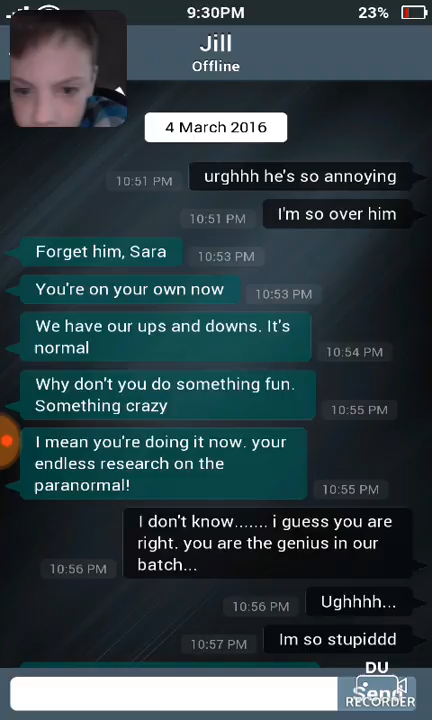 9:30PM
23%
Jill
Offline
4 March 2016
urghhh he's so annoying
10:51 PM
I'm so over him
10:51 PM
Forget him, Sara
10:53 PM
You're on your own now
10:53 PM
We have our ups and downs. It's
normal
10:54 PM
Why don't you do something fun.
Something crazy
10:55 PM
I mean you're doing it now. your
endless research on the
paranormal!
10:55 PM
I don't know....... i guess you are
right. you are the genius in our
batch...
10:56 PM
Ughhhh...
10:56 PM
Im so stupiddd
10:57 PM
Send
DU
RECORDER